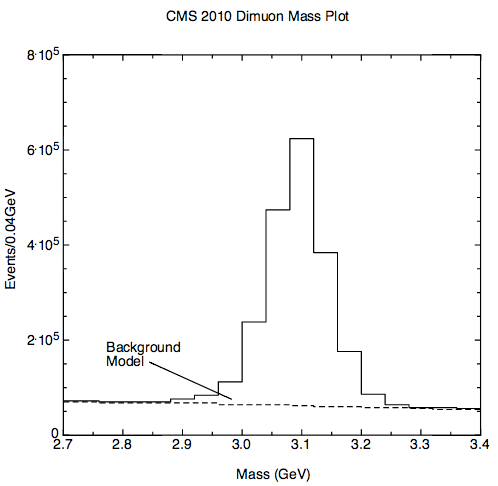 CMS 2010 Dimuon Mass Plot
8·10⁵
6·10⁵
4·10⁵
2·10⁵
0
Events/0.04GeV
Background
Model
2.7 2.8 2.9 3.0 3.1 3.2 3.3 3.4
Mass (GeV)